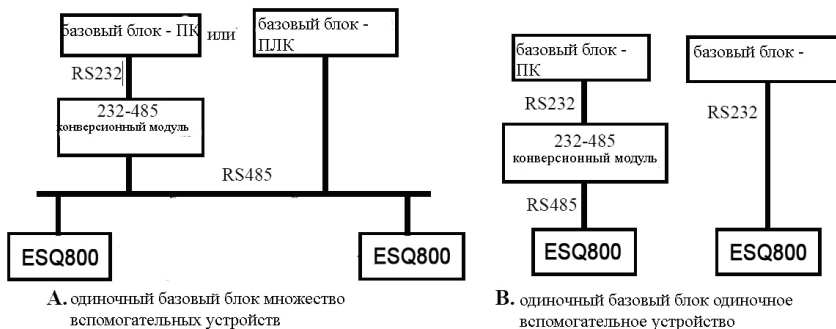 базовый блок - ПК или
базовый блок -
ПЛК
RS232
232-485
конверсионный модуль
RS485
ESQ800
ESQ800
A. одиночный базовый блок множество
вспомогательных устройств
базовый блок -
ПК
базовый блок -
RS232
RS232
232-485
конверсионный модуль
RS485
ESQ800
ESQ800
B. одиночный базовый блок одиночное
вспомогательное устройство